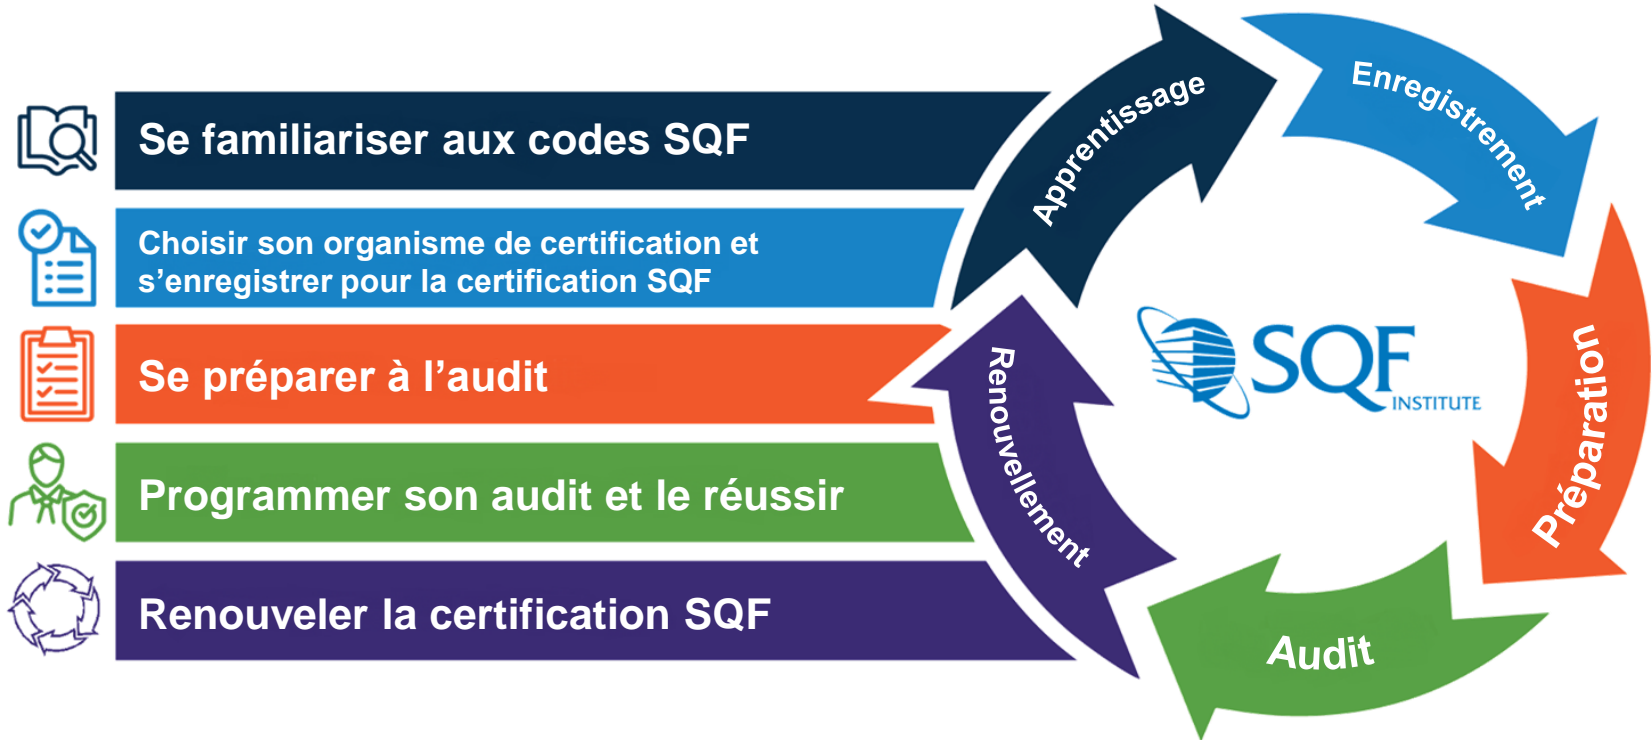 Se familiariser aux codes SQF
Choisir son organisme de certification et
s’enregistrer pour la certification SQF
Se préparer à l’audit
Programmer son audit et le réussir
Renouveler la certification SQF
Apprentissage
Enregistrement
Préparation
Audit
Renouvellement
SQF
INSTITUTE